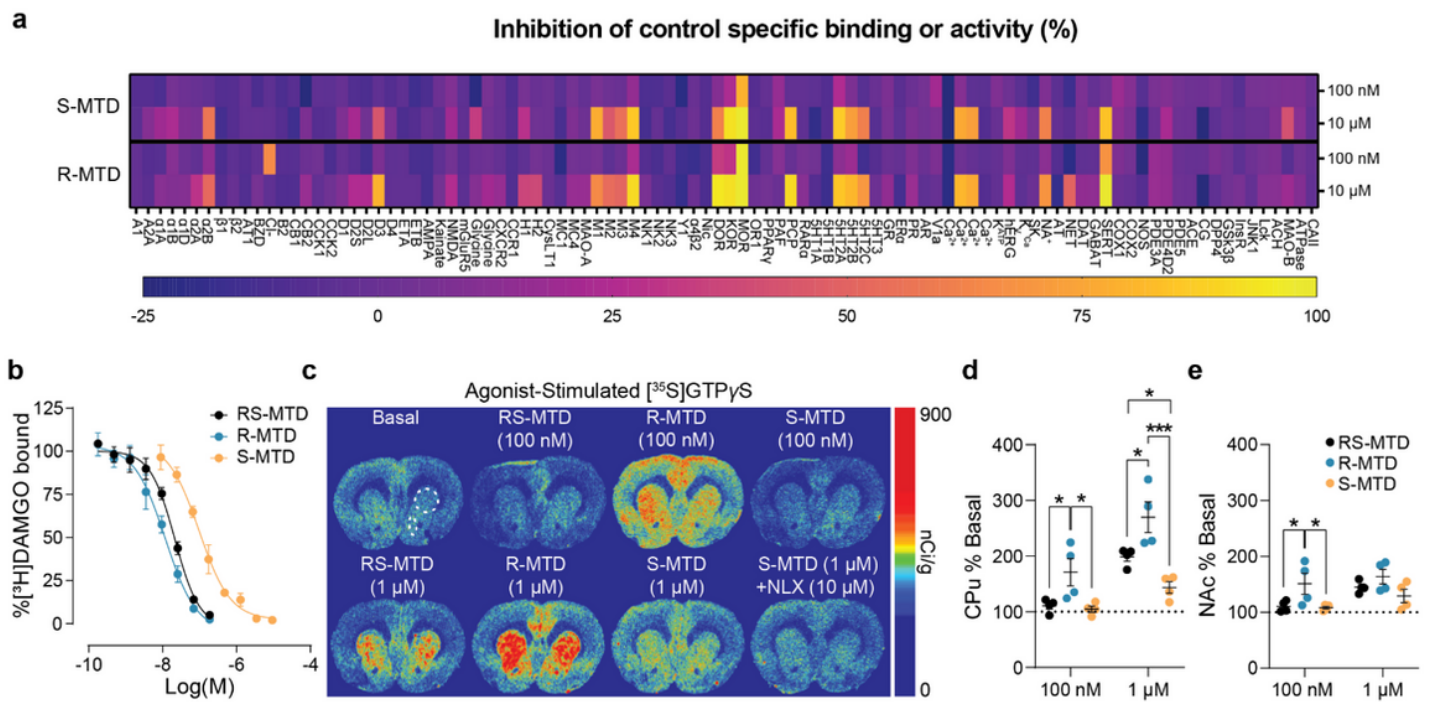 a
Inhibition of control specific binding or activity (%)
S-MTD
R-MTD
100 nM
10 µM
100 nM
10 µM
A1 A2A α1A α1B α1D α2A α2B β1 β2 AT1 BZD Cl- B2 CB1 CB2 CCK1 CCK2 D1 D2S D2L D3 D4 ETA ETB AMPA Kainate NMDA mGluR5 Glycine Glycine CXCR2 CCR1 H1 H2 CysLT1 MC1 MC4 MAO-A M1 M2 M3 M4 NK1 NK2 NK3 Y1 α4β2 Nic DOR KOR MOR OR1 PPARγ PAF PCP RARα 5HT1A 5HT1B 5HT2A 5HT2B 5HT2C 5HT3 GR ERα PR AR V1a Ca²⁺ Ca²⁺ Ca²⁺ Ca²⁺ hERG SK NA⁺ AT NET DAT GABAT SERT COX1 COX2 NOS PDE3A PDE4D2 PDE5 CG DPP4 GSk3β InsR JNK1 Lck ACH MAO-B ATPase CAII
-25
0
25
50
75
100
b
%[³H]DAMGO bound
125
100
75
50
25
0
-10
-8
-6
-4
Log(M)
RS-MTD
R-MTD
S-MTD
c
Agonist-Stimulated [³⁵S]GTPγS
Basal
RS-MTD
(100 nM)
R-MTD
(100 nM)
S-MTD
(100 nM)
RS-MTD
(1 µM)
R-MTD
(1 µM)
S-MTD
(1 µM)
S-MTD (1 µM)
+NLX (10 µM)
900
nCi/g
0
d
CPu % Basal
400
300
200
100
0
*
*
*
*
***
100 nM
1 µM
e
NAc % Basal
400
300
200
100
0
*
*
RS-MTD
R-MTD
S-MTD
100 nM
1 µM